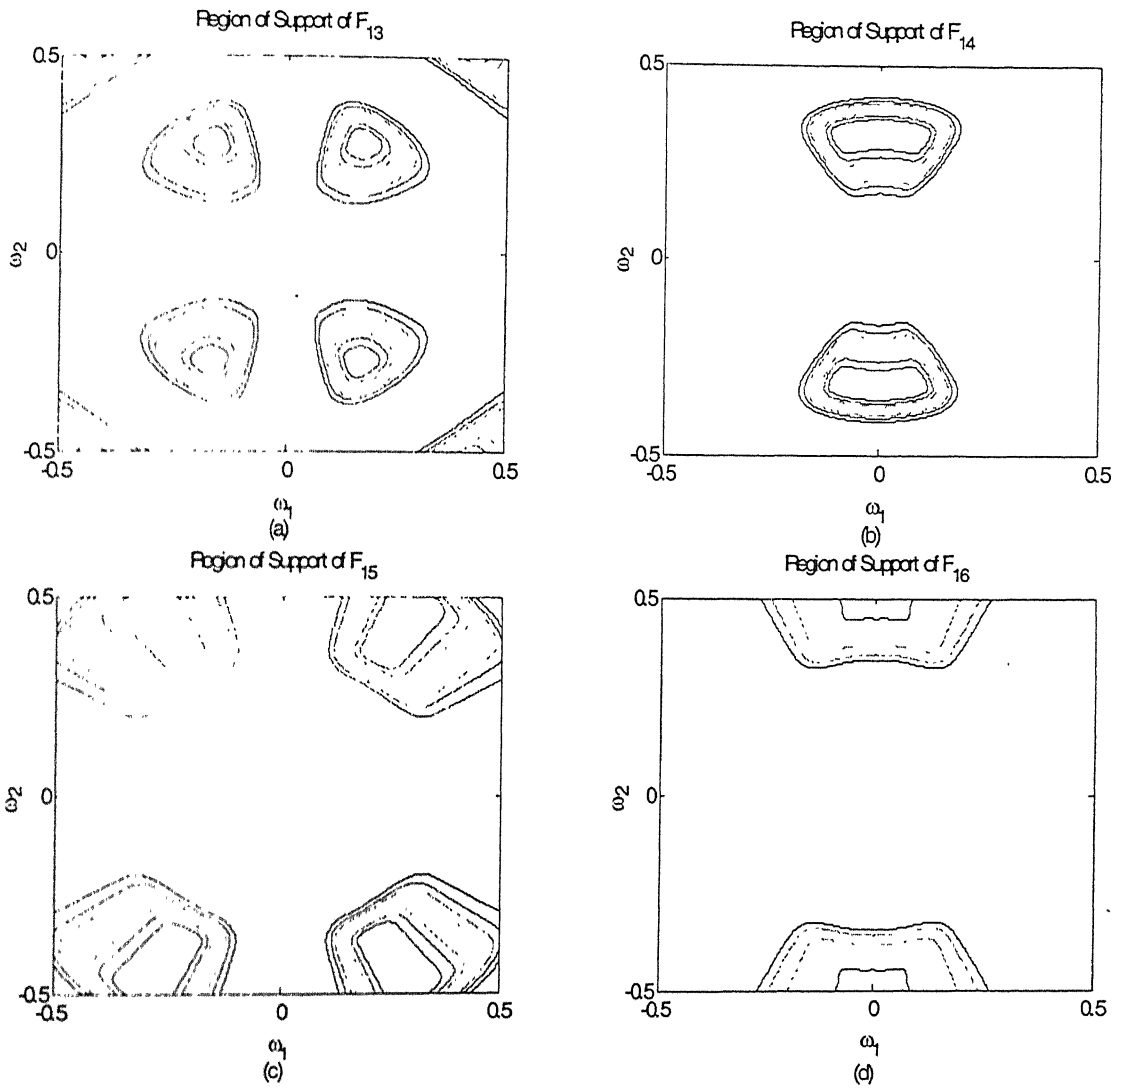 Region of Support of F13
0.5
ω2
0
-0.5
-0.5
0
0.5
ω1
(a)
Region of Support of F14
0.5
ω2
0
-0.5
-0.5
0
0.5
ω1
(b)
Region of Support of F15
0.5
ω2
0
-0.5
-0.5
0
0.5
ω1
(c)
Region of Support of F16
0.5
ω2
0
-0.5
-0.5
0
0.5
ω1
(d)